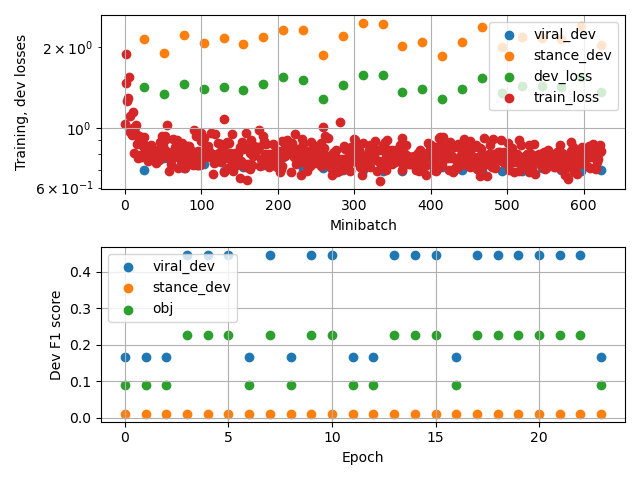 Training, dev losses
2 × 10⁰
10⁰
6 × 10⁻¹
viral_dev
stance_dev
dev_loss
train_loss
0 100 200 300 400 500 600
Minibatch
Dev F1 score
0.4
0.3
0.2
0.1
0.0
viral_dev
stance_dev
obj
0 5 10 15 20
Epoch